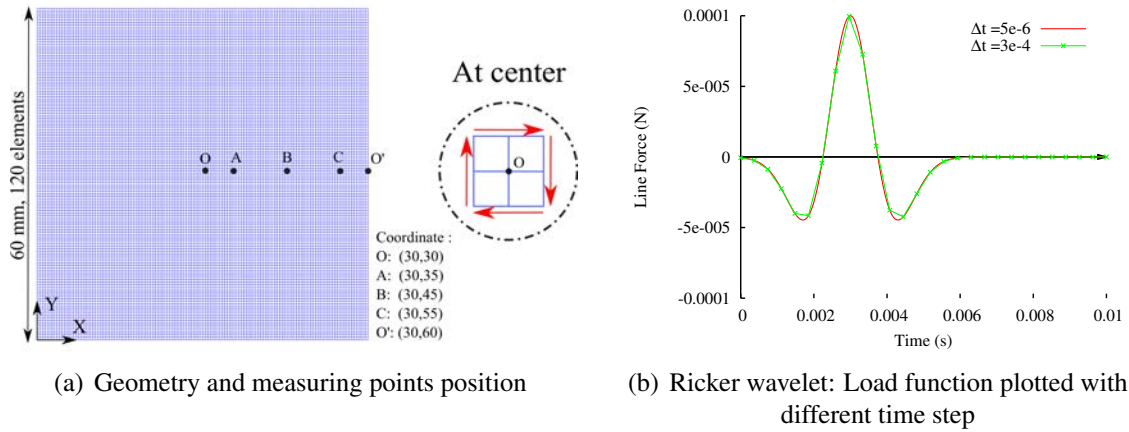 60 mm, 120 elements
O A B C O'
Y
X
At center
O
Coordinate :
O: (30,30)
A: (30,35)
B: (30,45)
C: (30,55)
O': (30,60)
(a) Geometry and measuring points position
0.0001
5e-005
0
-5e-005
-0.0001
Line Force (N)
Δt =5e-6
Δt =3e-4
0 0.002 0.004 0.006 0.008 0.01
Time (s)
(b) Ricker wavelet: Load function plotted with
different time step